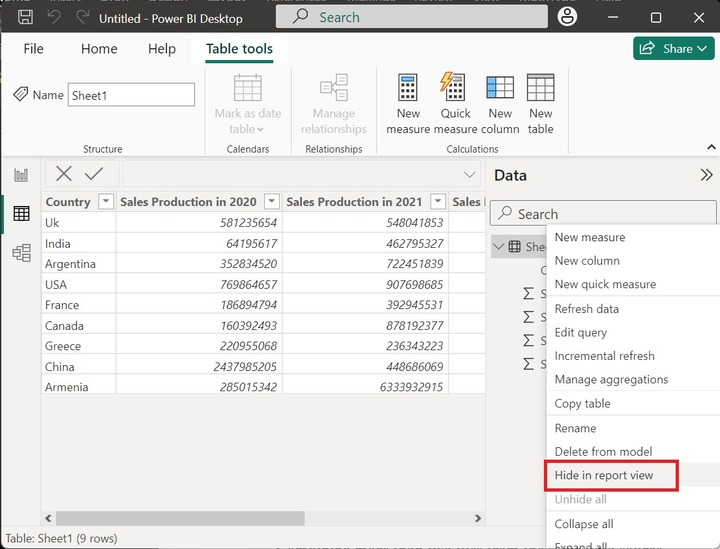 Untitled - Power BI Desktop
Search
File Home Help Table tools
Share
Name Sheet1
Mark as date table
Manage relationships
New measure
Quick measure
New column
New table
Structure Calendars Relationships Calculations
Data
Search
Country Sales Production in 2020 Sales Production in 2021 Sales
Uk 581235654 548041853
India 64195617 462795327
Argentina 352834520 722451839
USA 769864657 907698685
France 186894794 392945531
Canada 160392493 878192377
Greece 220955068 236343223
China 2437985205 448686069
Armenia 285015342 6333932915
She
New measure
New column
New quick measure
Refresh data
Edit query
Incremental refresh
Manage aggregations
Copy table
Rename
Delete from model
Hide in report view
Unhide all
Collapse all
Expand all
Table: Sheet1 (9 rows)